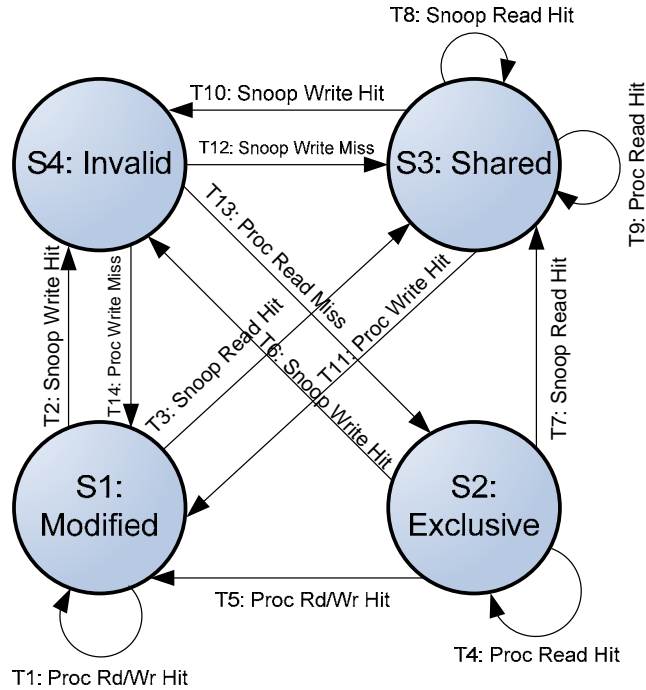 T8: Snoop Read Hit
T10: Snoop Write Hit
S4: Invalid
T12: Snoop Write Miss
S3: Shared
T9: Proc Read Hit
T13: Proc Read Miss
T2: Snoop Write Hit
T14: Proc Write Miss
T3: Snoop Read Hit
T6: Snoop Write Hit
T11: Proc Write Hit
T7: Snoop Read Hit
S1:
Modified
S2:
Exclusive
T5: Proc Rd/Wr Hit
T4: Proc Read Hit
T1: Proc Rd/Wr Hit